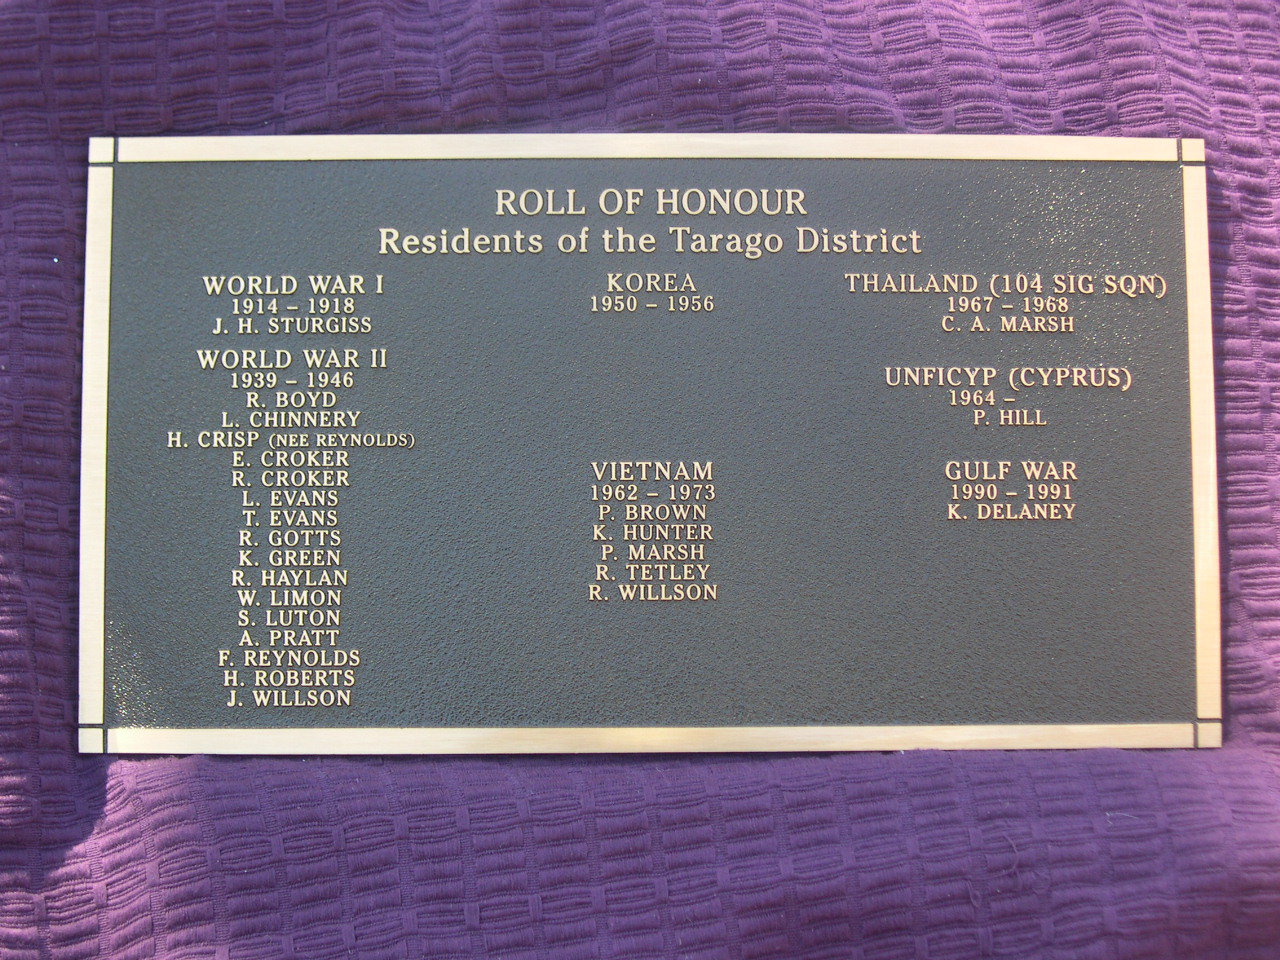 ROLL OF HONOUR
Residents of the Tarago District
WORLD WAR I
1914 – 1918
J. H. STURGISS
WORLD WAR II
1939 – 1946
R. BOYD
L. CHINNERY
H. CRISP (NEE REYNOLDS)
E. CROKER
R. CROKER
L. EVANS
T. EVANS
R. GOTTS
K. GREEN
R. HAYLAN
W. LIMON
S. LUTON
A. PRATT
F. REYNOLDS
H. ROBERTS
J. WILLSON
KOREA
1950 – 1956
VIETNAM
1962 – 1973
P. BROWN
K. HUNTER
P. MARSH
R. TETLEY
R. WILLSON
THAILAND (104 SIG SQN)
1967 – 1968
C. A. MARSH
UNFICYP (CYPRUS)
1964 –
P. HILL
GULF WAR
1990 – 1991
K. DELANEY